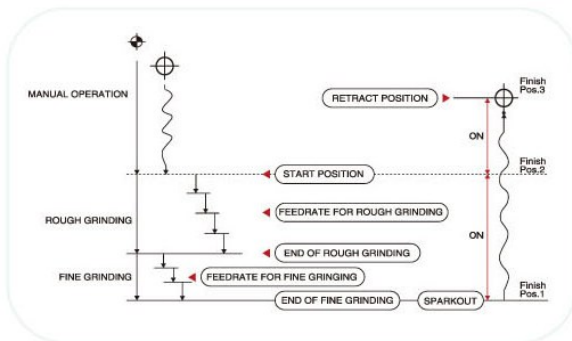 MANUAL OPERATION
RETRACT POSITION
Finish
Pos.3
ON
START POSITION
Finish
Pos.2
ROUGH GRINDING
FEEDRATE FOR ROUGH GRINDING
ON
END OF ROUGH GRINDING
FINE GRINDING
FEEDRATE FOR FINE GRINGING
END OF FINE GRINDING
SPARKOUT
Finish
Pos.1